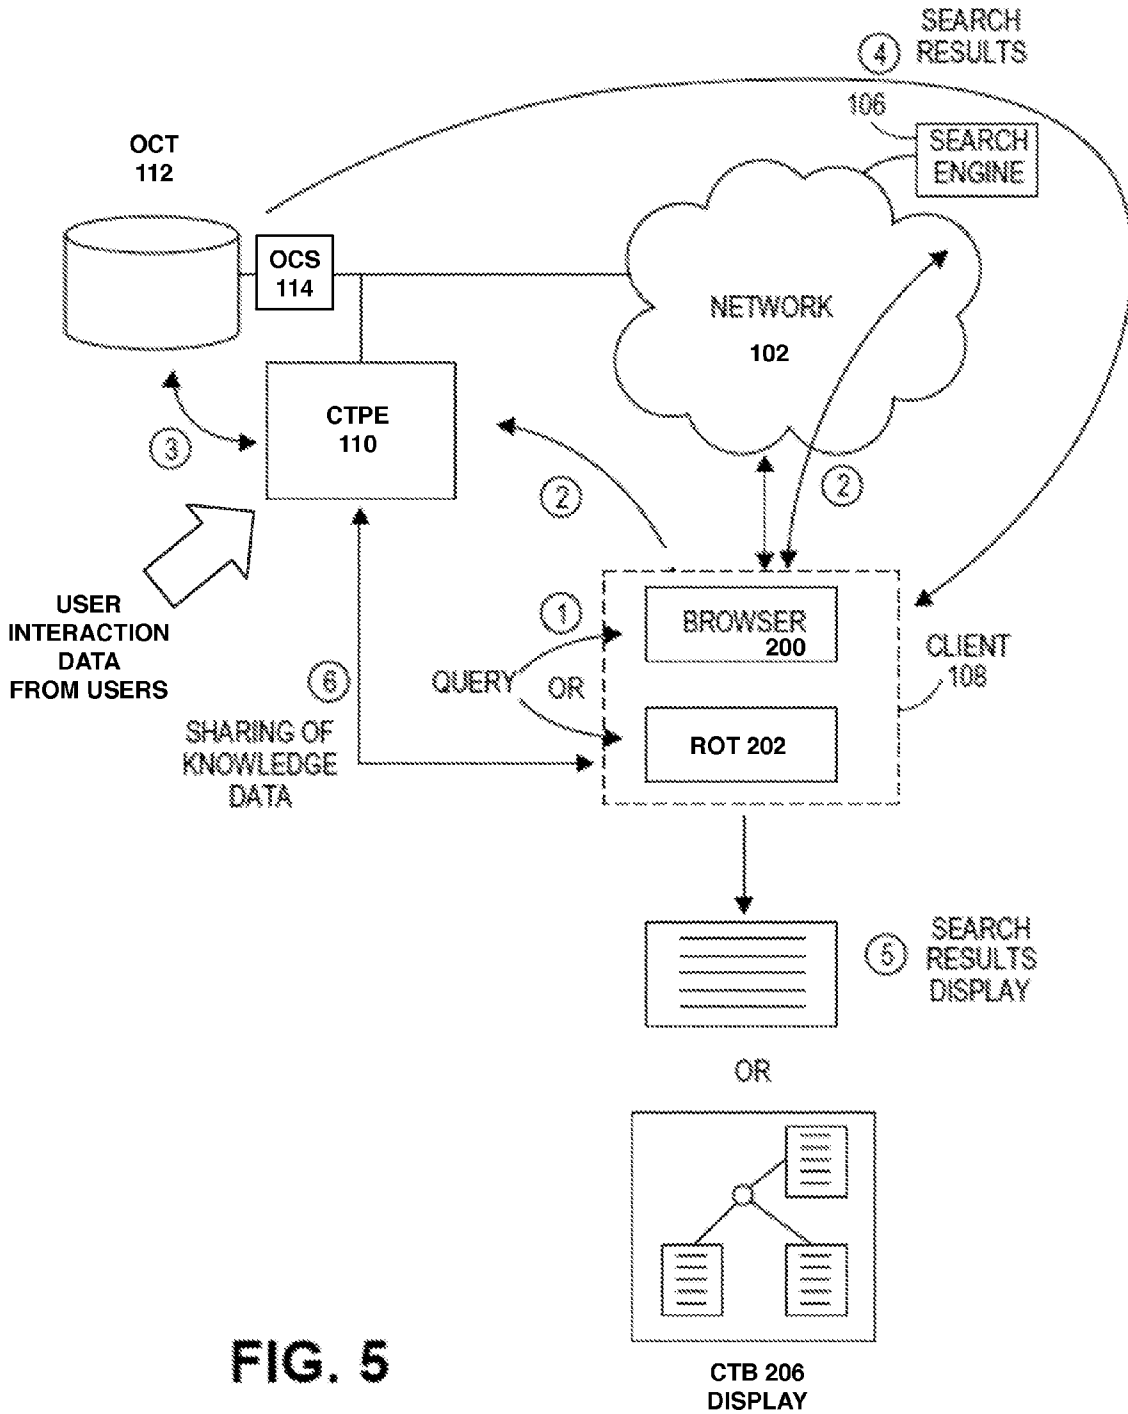 SEARCH
RESULTS
4
106
SEARCH
ENGINE
OCT
112
OCS
114
NETWORK
102
CTPE
110
3
2
2
USER
INTERACTION
DATA
FROM USERS
1
BROWSER
200
CLIENT
108
QUERY
OR
6
SHARING OF
KNOWLEDGE
DATA
ROT 202
5
SEARCH
RESULTS
DISPLAY
OR
CTB 206
DISPLAY
FIG. 5